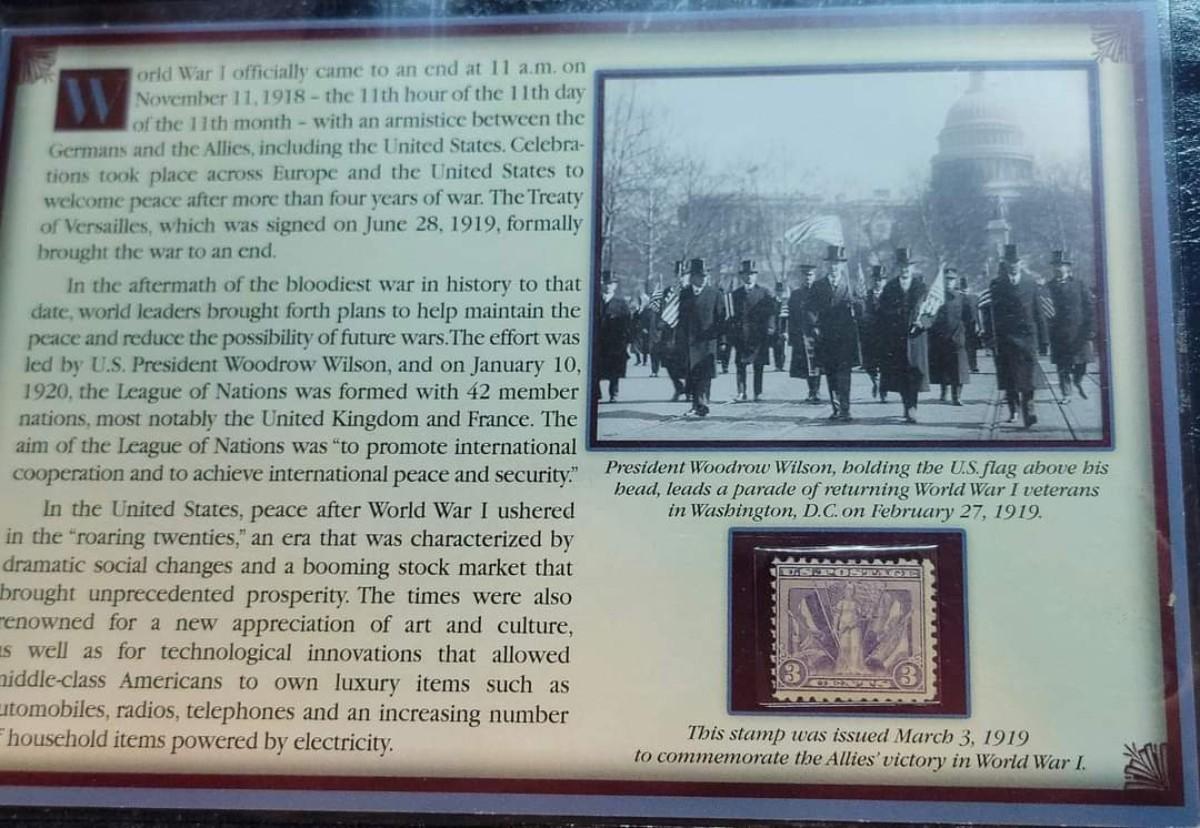 World War I officially came to an end at 11 a.m. on
November 11, 1918 – the 11th hour of the 11th day
of the 11th month – with an armistice between the
Germans and the Allies, including the United States. Celebra-
tions took place across Europe and the United States to
welcome peace after more than four years of war. The Treaty
of Versailles, which was signed on June 28, 1919, formally
brought the war to an end.
In the aftermath of the bloodiest war in history to that
date, world leaders brought forth plans to help maintain the
peace and reduce the possibility of future wars. The effort was
led by U.S. President Woodrow Wilson, and on January 10,
1920, the League of Nations was formed with 42 member
nations, most notably the United Kingdom and France. The
aim of the League of Nations was “to promote international
cooperation and to achieve international peace and security.”
In the United States, peace after World War I ushered
in the “roaring twenties,” an era that was characterized by
dramatic social changes and a booming stock market that
brought unprecedented prosperity. The times were also
renowned for a new appreciation of art and culture,
as well as for technological innovations that allowed
middle-class Americans to own luxury items such as
automobiles, radios, telephones and an increasing number
f household items powered by electricity.
President Woodrow Wilson, holding the U.S. flag above his
head, leads a parade of returning World War I veterans
in Washington, D.C. on February 27, 1919.
U.S. POSTAGE
3 3
This stamp was issued March 3, 1919
to commemorate the Allies' victory in World War I.